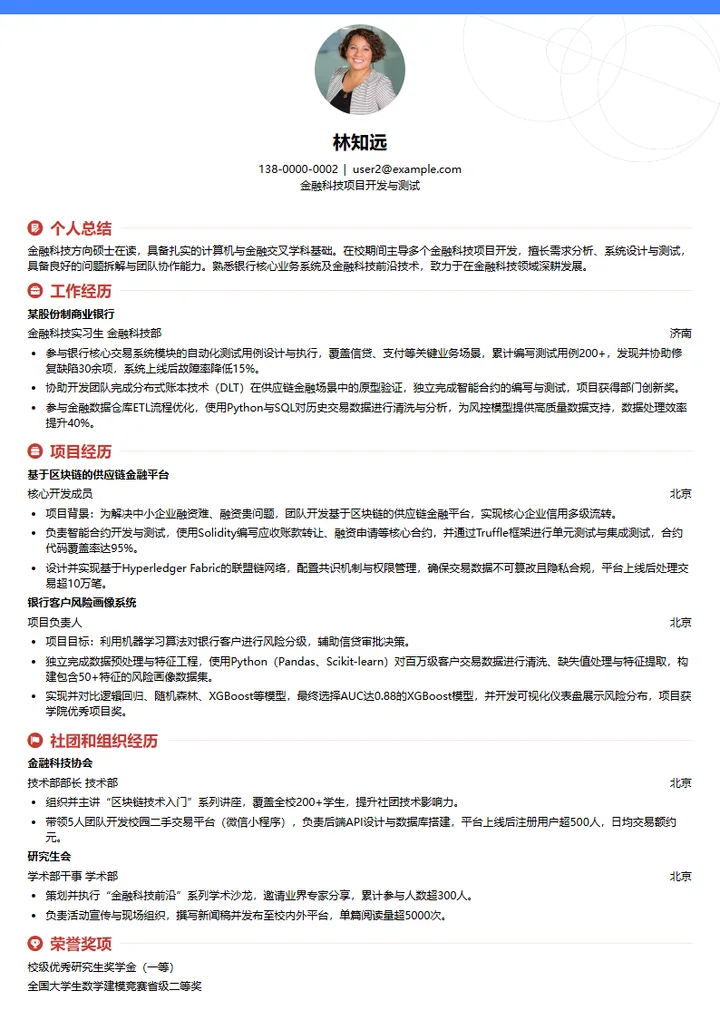 林知远
138-0000-0002 | user2@example.com
金融科技项目开发与测试
个人总结
金融科技方向硕士在读，具备扎实的计算机与金融交叉学科基础。在校期间主导多个金融科技项目开发，擅长需求分析、系统设计与测试，
具备良好的问题拆解与团队协作能力。熟悉银行核心业务系统及金融科技前沿技术，致力于在金融科技领域深耕发展。
工作经历
某股份制商业银行
金融科技实习生 金融科技部 济南
• 参与银行核心交易系统模块的自动化测试用例设计与执行，覆盖信贷、支付等关键业务场景，累计编写测试用例200+，发现并协助修
复缺陷30余项，系统上线后故障率降低15%。
• 协助开发团队完成分布式账本技术（DLT）在供应链金融场景中的原型验证，独立完成智能合约的编写与测试，项目获得部门创新奖。
• 参与金融数据仓库ETL流程优化，使用Python与SQL对历史交易数据进行清洗与分析，为风控模型提供高质量数据支持，数据处理效率
提升40%。
项目经历
基于区块链的供应链金融平台
核心开发成员 北京
• 项目背景：为解决中小企业融资难、融资贵问题，团队开发基于区块链的供应链金融平台，实现核心企业信用多级流转。
• 负责智能合约开发与测试，使用Solidity编写应收账款转让、融资申请等核心合约，并通过Truffle框架进行单元测试与集成测试，合约
代码覆盖率达95%。
• 设计并实现基于Hyperledger Fabric的联盟链网络，配置共识机制与权限管理，确保交易数据不可篡改且隐私合规，平台上线后处理交
易超10万笔。
银行客户风险画像系统
项目负责人 北京
• 项目目标：利用机器学习算法对银行客户进行风险分级，辅助信贷审批决策。
• 独立完成数据预处理与特征工程，使用Python（Pandas、Scikit-learn）对百万级客户交易数据进行清洗、缺失值处理与特征提取，构
建包含50+特征的风险画像数据集。
• 实现并对比逻辑回归、随机森林、XGBoost等模型，最终选择AUC达0.88的XGBoost模型，并开发可视化仪表盘展示风险分布，项目获
学院优秀项目奖。
社团和组织经历
金融科技协会
技术部部长 技术部 北京
• 组织并主讲“区块链技术入门”系列讲座，覆盖全校200+学生，提升社团技术影响力。
• 带领5人团队开发校园二手交易平台（微信小程序），负责后端API设计与数据库搭建，平台上线后注册用户超500人，日均交易额约
元。
研究生会
学术部干事 学术部 北京
• 策划并执行“金融科技前沿”系列学术沙龙，邀请业界专家分享，累计参与人数超300人。
• 负责活动宣传与现场组织，撰写新闻稿并发布至校内外平台，单篇阅读量超5000次。
荣誉奖项
校级优秀研究生奖学金（一等）
全国大学生数学建模竞赛省级二等奖